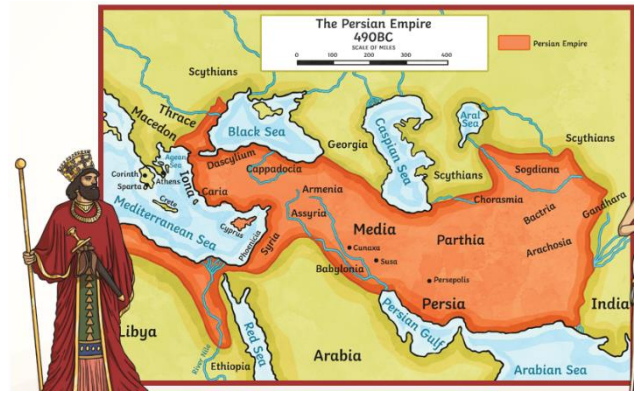 The Persian Empire
490BC
SCALE OF MILES
0 100 200 300 400
Persian Empire
Scythians
Thrace
Macedon
Black Sea
Georgia
Caspian Sea
Aral Sea
Scythians
Scythians
Sogdiana
Agean Sea
Corinth
Athens
Sparta
Iona
Dascylium
Cappadocia
Armenia
Chorasmia
Bactria
Gandhara
Caria
Crete
Mediterranean Sea
Cyprus
Phoenicia
Syria
Assyria
Media
Parthia
Arachosia
Cunaxa
Susa
Babylonia
Persepolis
Persia
India
Persian Gulf
Libya
River Nile
Red Sea
Arabia
Ethiopia
Arabian Sea